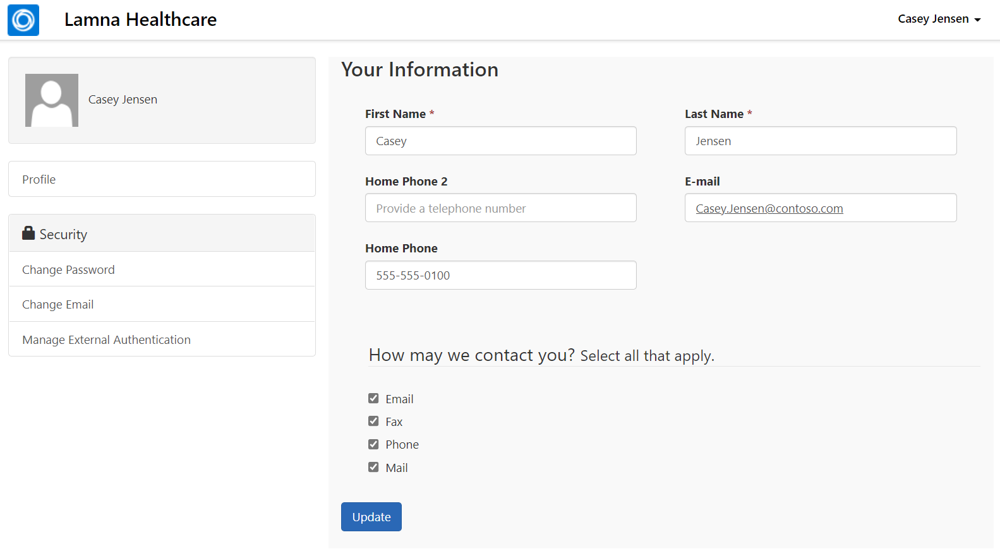 Lamna Healthcare
Casey Jensen
Casey Jensen
Profile
Security
Change Password
Change Email
Manage External Authentication
Your Information
First Name *
Last Name *
Casey
Jensen
Home Phone 2
E-mail
Provide a telephone number
Casey.Jensen@contoso.com
Home Phone
555-555-0100
How may we contact you? Select all that apply.
Email
Fax
Phone
Mail
Update